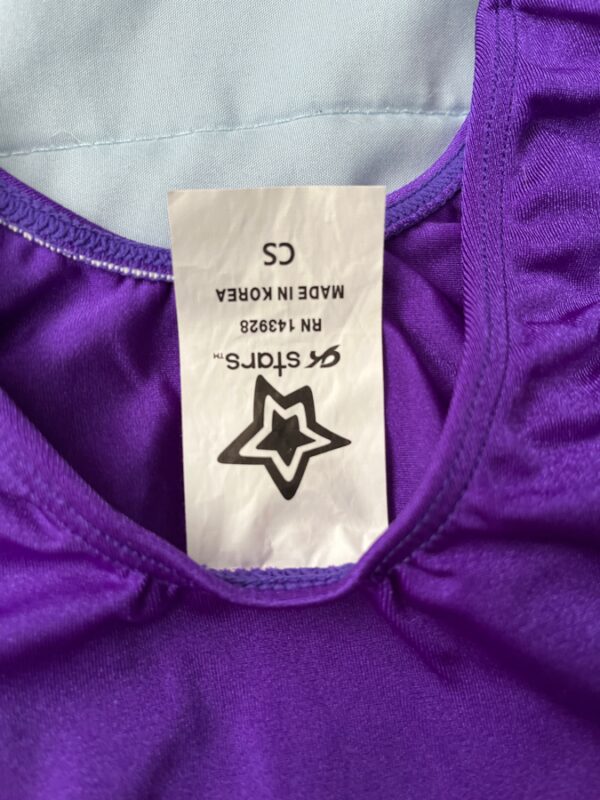 GK stars™
RN 143928
MADE IN KOREA
CS